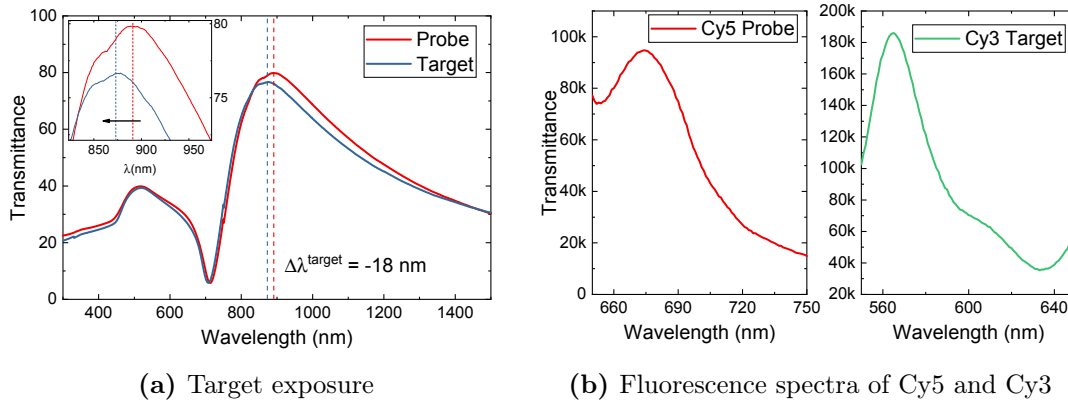 80
75
850 900 950
λ(nm)
Probe
Target
100
80
60
40
20
0
Transmittance
Δλtarget = -18 nm
400 600 800 1000 1200 1400
Wavelength (nm)
(a) Target exposure
Cy5 Probe
120k
100k
80k
60k
40k
20k
0
Transmittance
660 690 720 750
Wavelength (nm)
Cy3 Target
200k
180k
160k
140k
120k
100k
80k
60k
40k
20k
560 600 640
Wavelength (nm)
(b) Fluorescence spectra of Cy5 and Cy3